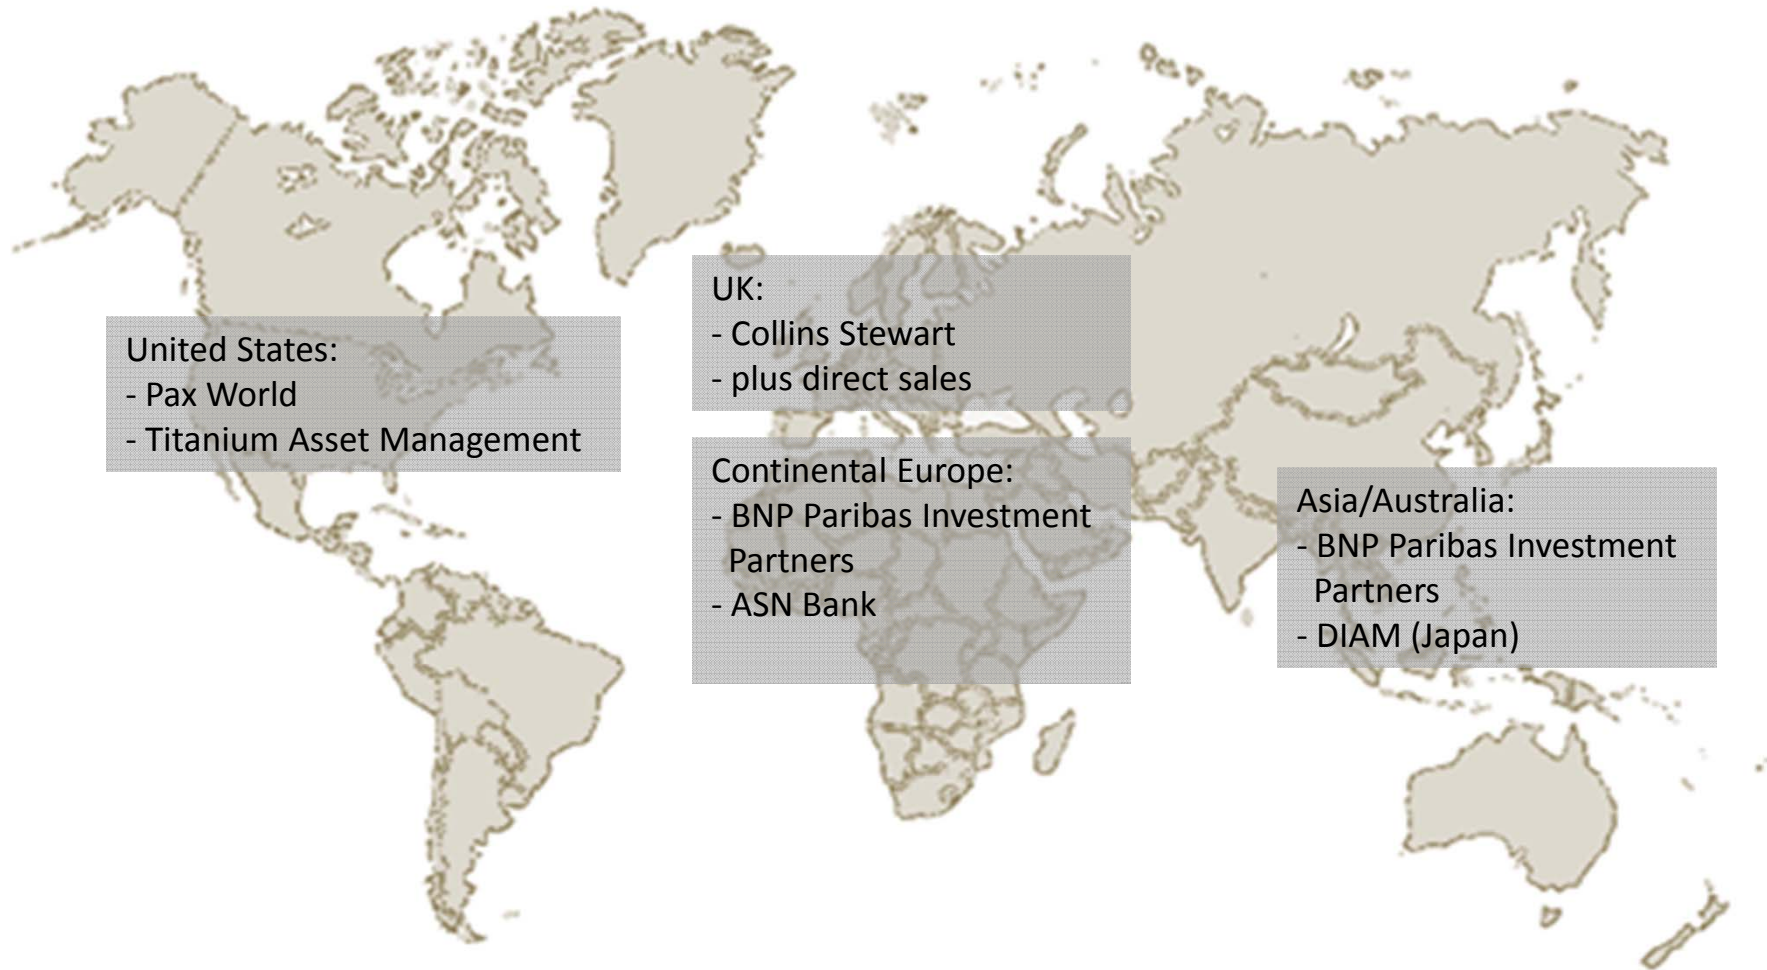 United States:
- Pax World
- Titanium Asset Management
UK:
- Collins Stewart
- plus direct sales
Continental Europe:
- BNP Paribas Investment
Partners
- ASN Bank
Asia/Australia:
- BNP Paribas Investment
Partners
- DIAM (Japan)